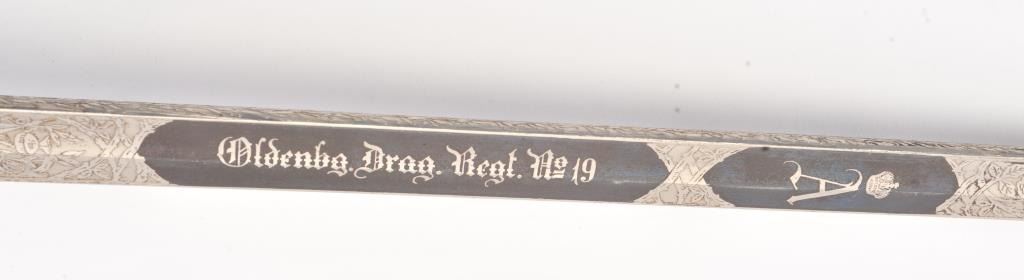 Oldenbg. Drag. Regt. No 19
A